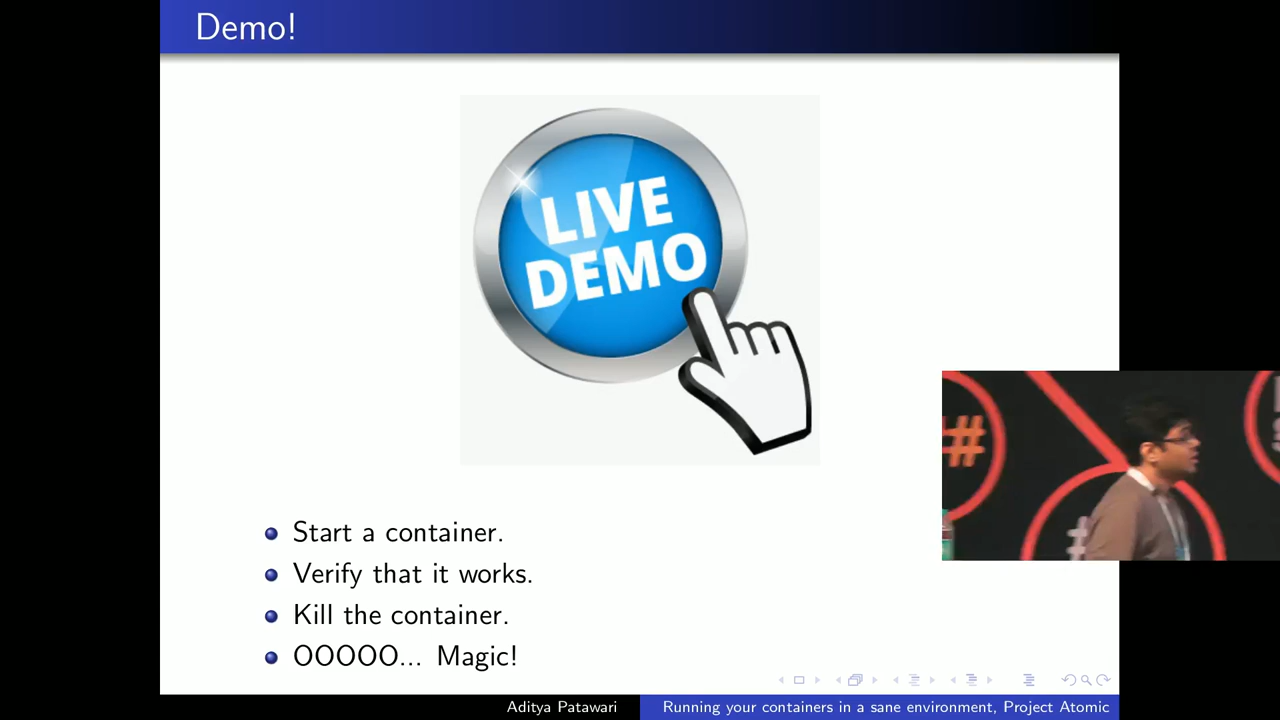 Demo!
LIVE
DEMO
Start a container.
Verify that it works.
Kill the container.
OOOOO... Magic!
#
#
Aditya Patawari
Running your containers in a sane environment, Project Atomic